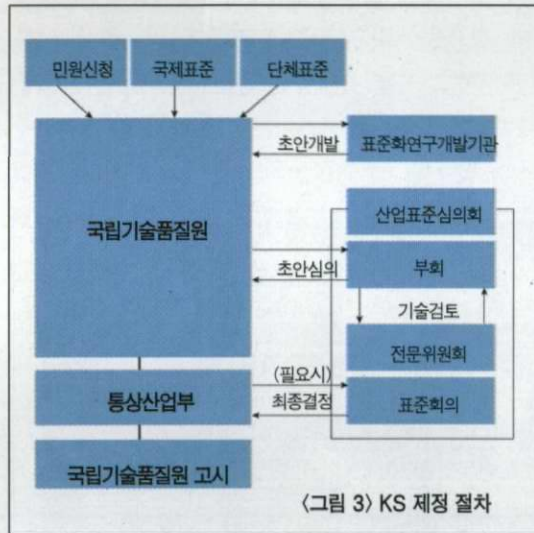 민원신청 국제표준 단체표준
초안개발
표준화연구개발기관
산업표준심의회
국립기술품질원
부회
초안심의
기술검토
전문위원회
(필요시)
통상산업부
최종결정
표준회의
국립기술품질원 고시
〈그림 3〉 KS 제정 절차